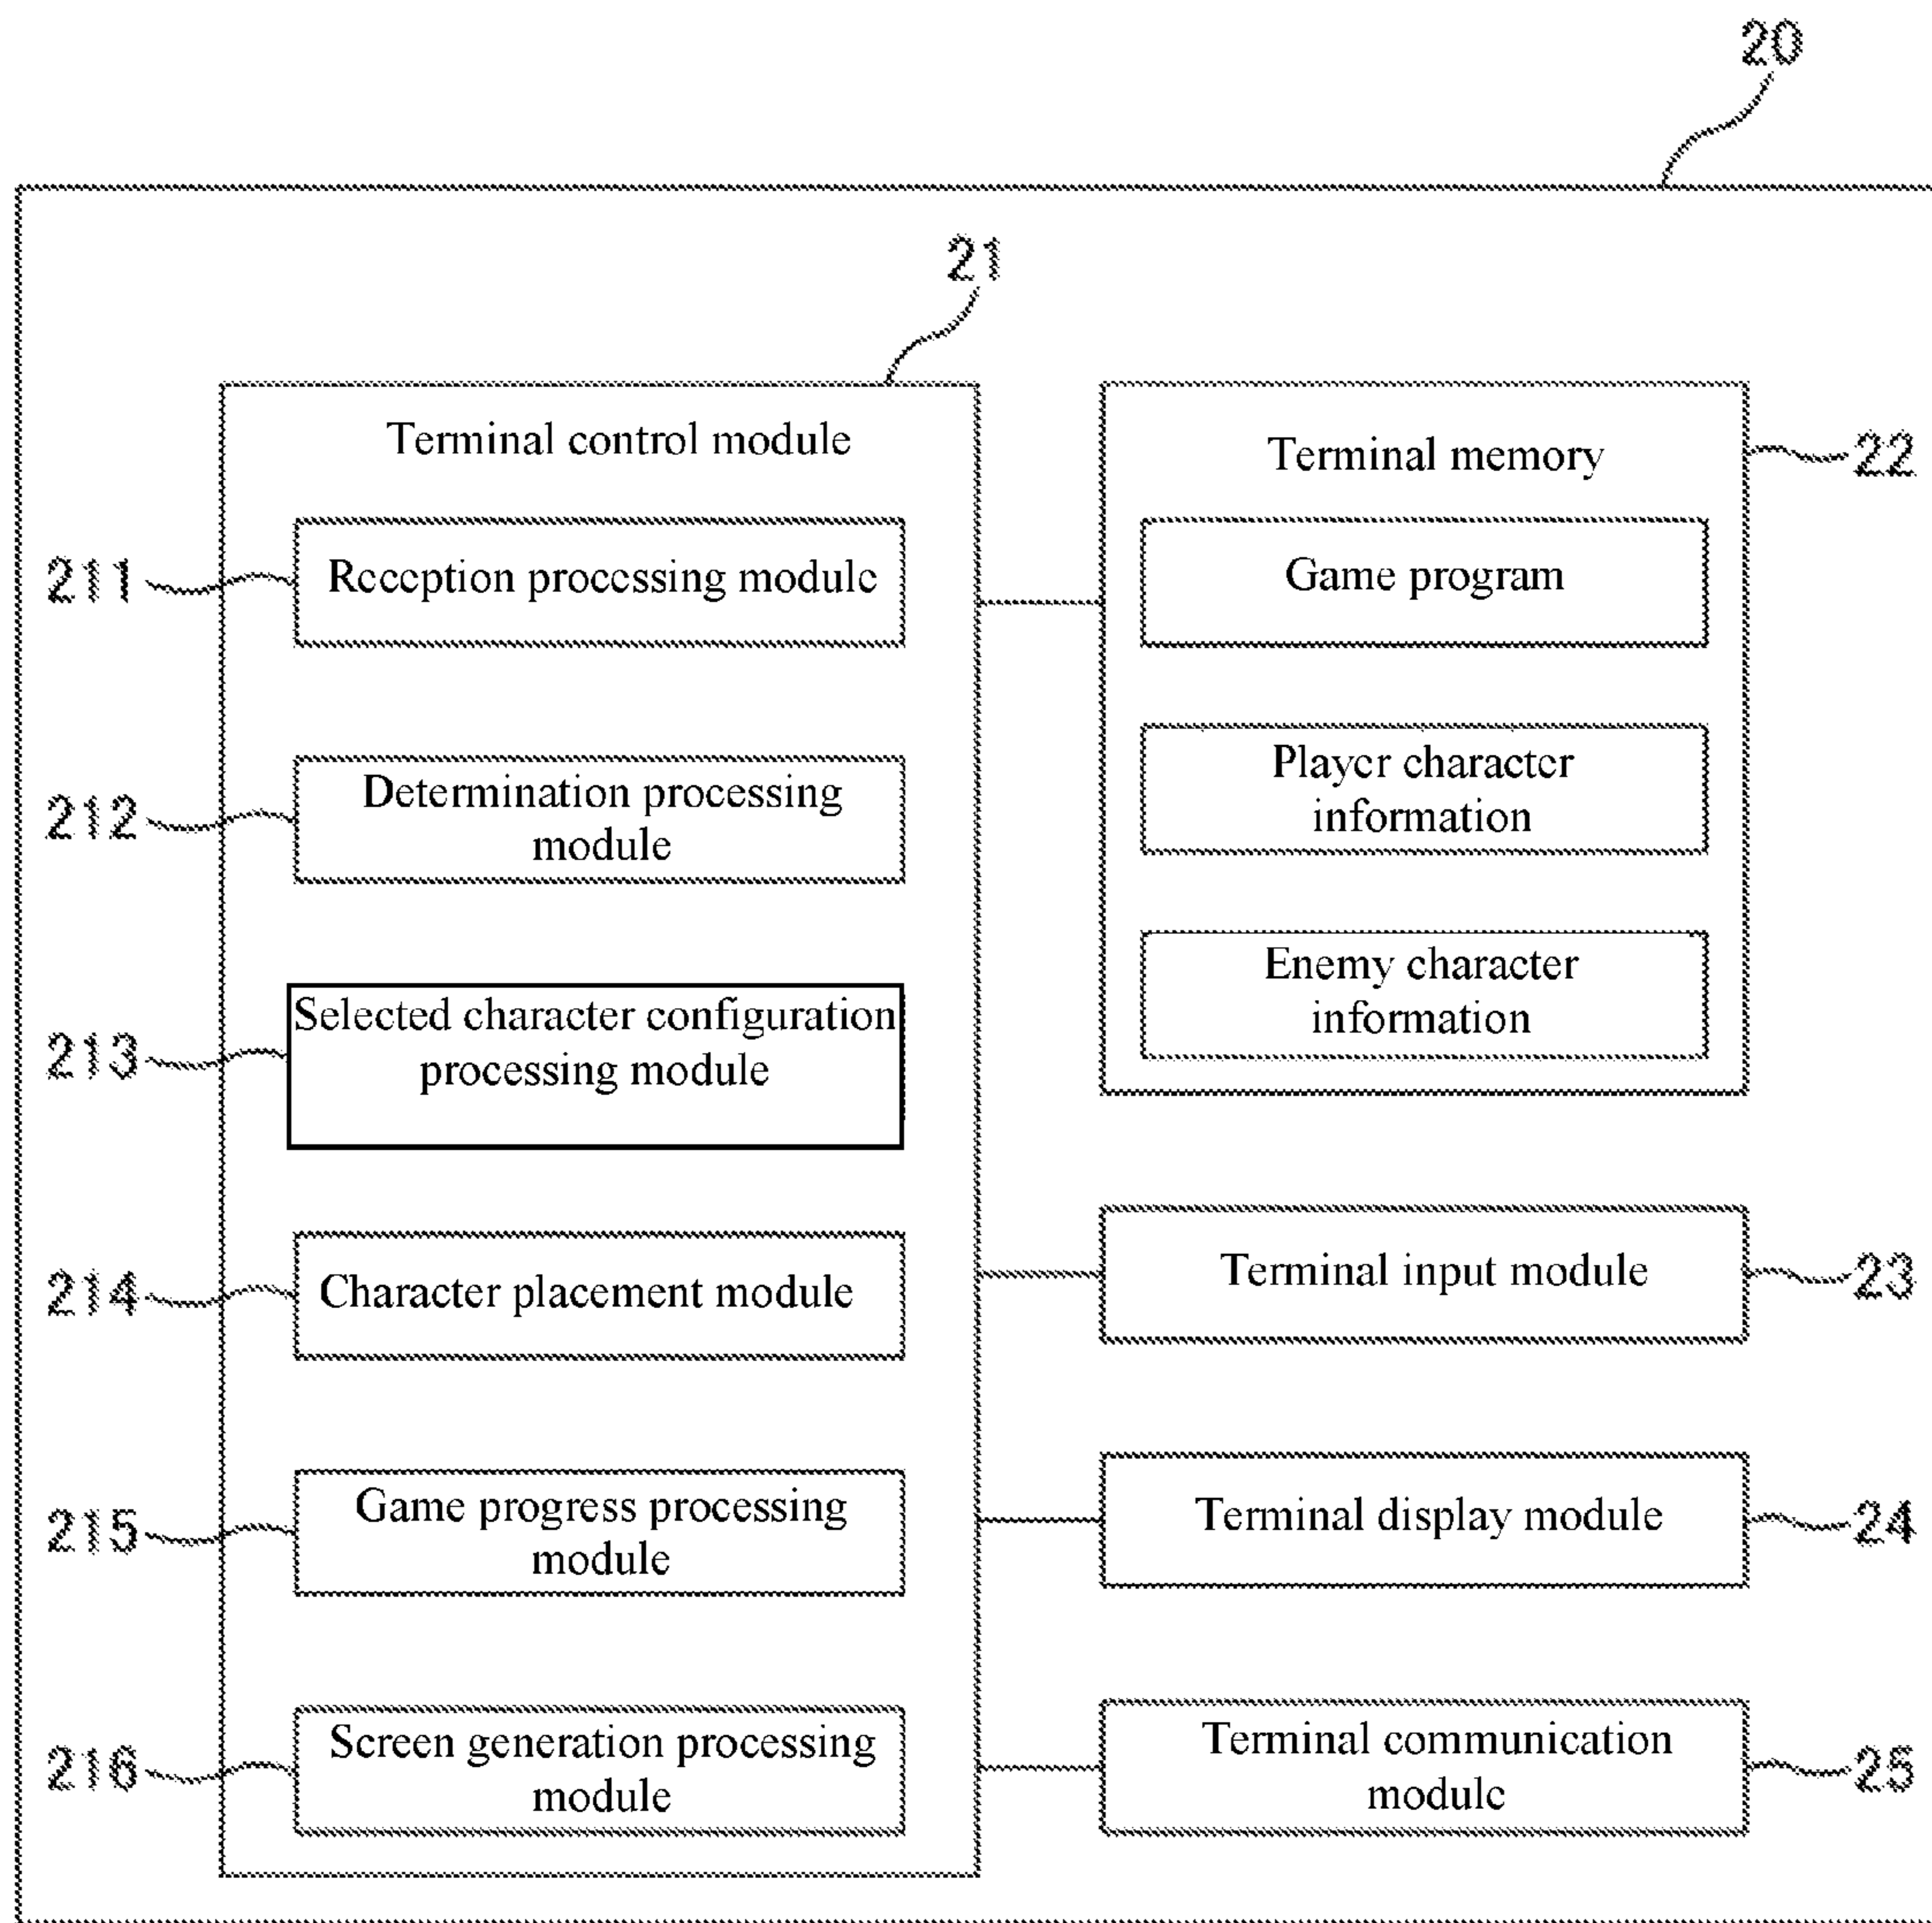 20
21
Terminal control module
211
Reception processing module
212
Determination processing
module
213
Selected character configuration
processing module
214
Character placement module
215
Game progress processing
module
216
Screen generation processing
module
Terminal memory
22
Game program
Player character
information
Enemy character
information
Terminal input module
23
Terminal display module
24
Terminal communication
module
25